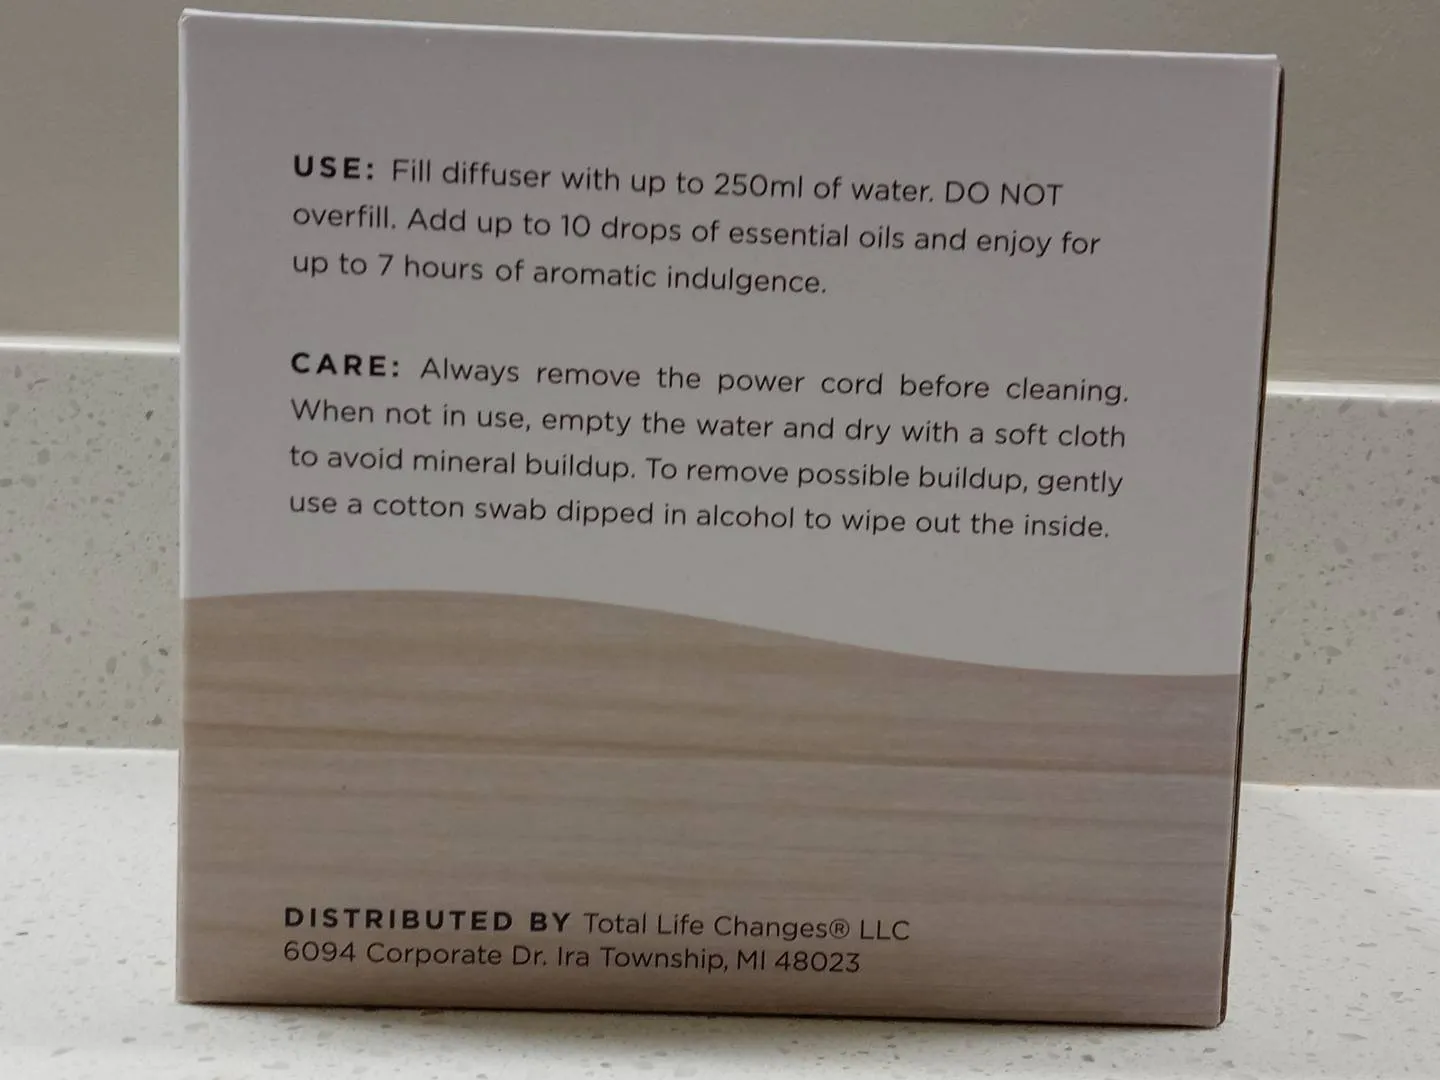 USE: Fill diffuser with up to 250ml of water. DO NOT
overfill. Add up to 10 drops of essential oils and enjoy for
up to 7 hours of aromatic indulgence.
CARE: Always remove the power cord before cleaning.
When not in use, empty the water and dry with a soft cloth
to avoid mineral buildup. To remove possible buildup, gently
use a cotton swab dipped in alcohol to wipe out the inside.
DISTRIBUTED BY Total Life Changes® LLC
6094 Corporate Dr. Ira Township, MI 48023